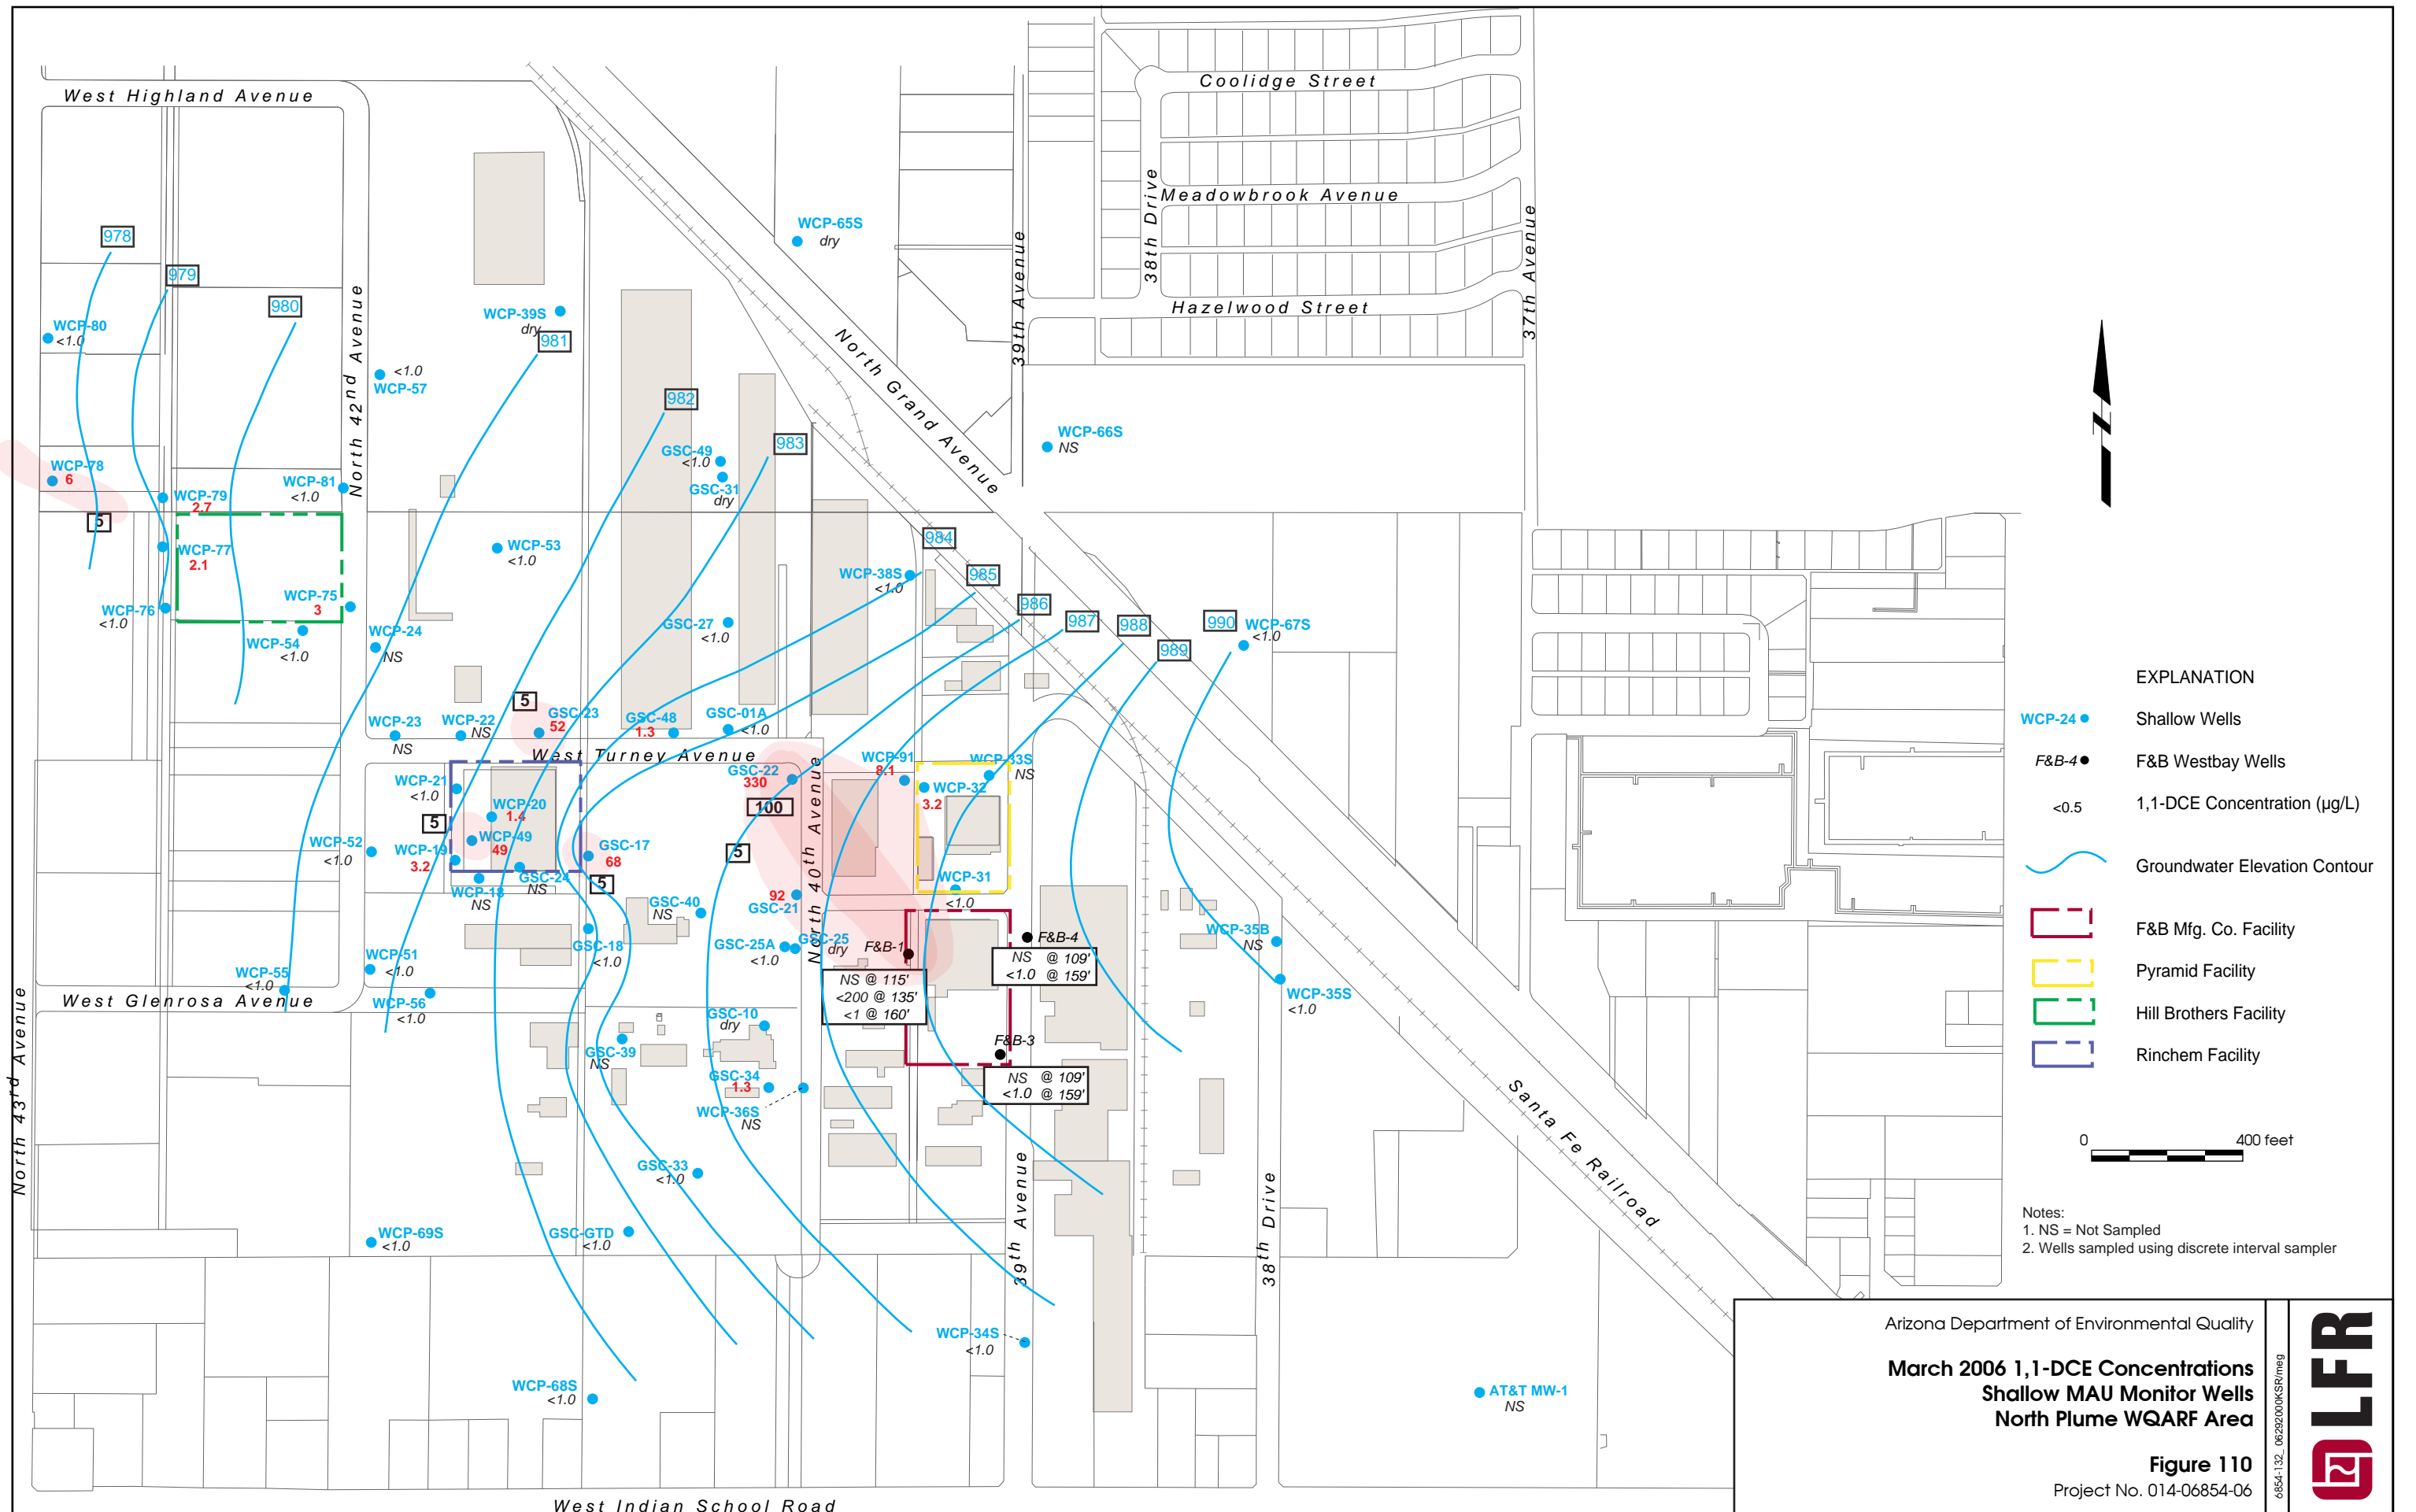 West Highland Avenue
Coolidge Street
38th Drive
Meadowbrook Avenue
Hazelwood Street
37th Avenue
39th Avenue
North Grand Avenue
North 42nd Avenue
WCP-65S
dry
978
979
980
WCP-80
<1.0
WCP-39S
dry
981
<1.0
WCP-57
982
983
GSC-49
<1.0
GSC-31
dry
WCP-66S
NS
WCP-78
6
WCP-79
2.7
WCP-81
<1.0
5
WCP-77
2.1
WCP-53
<1.0
984
985
986
987
988
989
990
WCP-38S
<1.0
WCP-67S
<1.0
WCP-76
<1.0
WCP-75
3
WCP-54
<1.0
WCP-24
NS
GSC-27
<1.0
5
WCP-23
NS
WCP-22
NS
GSC-23
52
GSC-48
1.3
GSC-01A
<1.0
West Turney Avenue
WCP-21
<1.0
WCP-20
1.4
5
WCP-49
49
WCP-52
<1.0
WCP-19
3.2
WCP-18
NS
GSC-24
NS
GSC-17
68
5
GSC-22
330
100
5
North 40th Avenue
WCP-91
8.1
WCP-33S
NS
WCP-32
3.2
WCP-31
<1.0
92
GSC-21
GSC-40
NS
GSC-18
<1.0
GSC-25A
<1.0
GSC-25
dry
F&B-1
NS @ 115'
<200 @ 135'
<1 @ 160'
F&B-4
NS @ 109'
<1.0 @ 159'
WCP-35B
NS
WCP-35S
<1.0
WCP-51
<1.0
WCP-55
<1.0
West Glenrosa Avenue
WCP-56
<1.0
GSC-10
dry
GSC-39
NS
F&B-3
NS @ 109'
<1.0 @ 159'
GSC-34
1.3
WCP-36S
NS
North 43rd Avenue
GSC-33
<1.0
WCP-69S
<1.0
GSC-GTD
<1.0
39th Avenue
38th Drive
Santa Fe Railroad
WCP-34S
<1.0
WCP-68S
<1.0
AT&T MW-1
NS
West Indian School Road
EXPLANATION
WCP-24
Shallow Wells
F&B-4
F&B Westbay Wells
<0.5
1,1-DCE Concentration (µg/L)
Groundwater Elevation Contour
F&B Mfg. Co. Facility
Pyramid Facility
Hill Brothers Facility
Rinchem Facility
0 400 feet
Notes:
1. NS = Not Sampled
2. Wells sampled using discrete interval sampler
Arizona Department of Environmental Quality
March 2006 1,1-DCE Concentrations
Shallow MAU Monitor Wells
North Plume WQARF Area
Figure 110
Project No. 014-06854-06
6854-132_ 06292000KSR/meg
LFR